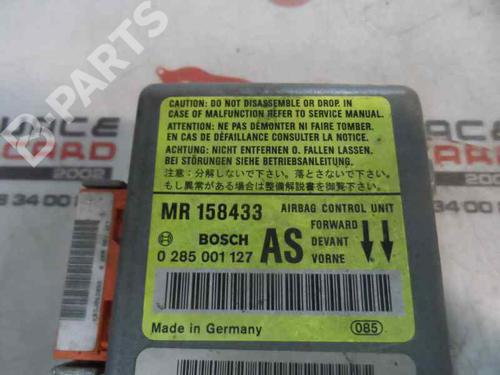 CAUTION: DO NOT DISASSEMBLE OR DROP. IN
CASE OF MALFUNCTION REFER TO SERVICE MANUAL.
ATTENTION: NE PAS DÉMONTER NI FAIRE TOMBER.
EN CAS DE DÉFAILLANCE CONSULTER LA NOTICE.
ACHTUNG: NICHT ENTFERNEN O. FALLEN LASSEN.
BEI STÖRUNGEN SIEHE BETRIEBSANLEITUNG.
注意: 分解しないで下さい。落とさないで下さい。
もし異常が有る場合は整備解説書を御覧下さい。
MR 158433 AIRBAG CONTROL UNIT
BOSCH AS FORWARD
0 285 001 127 DEVANT
VORNE
Made in Germany 085
B-PARTS
2002